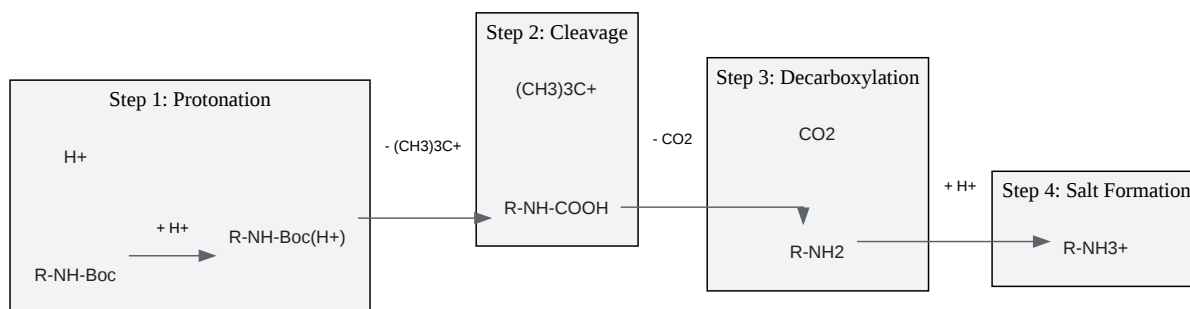 Step 1: Protonation
H+
+ H+
R-NH-Boc
R-NH-Boc(H+)
- (CH3)3C+
Step 2: Cleavage
(CH3)3C+
R-NH-COOH
- CO2
Step 3: Decarboxylation
CO2
R-NH2
+ H+
Step 4: Salt Formation
R-NH3+